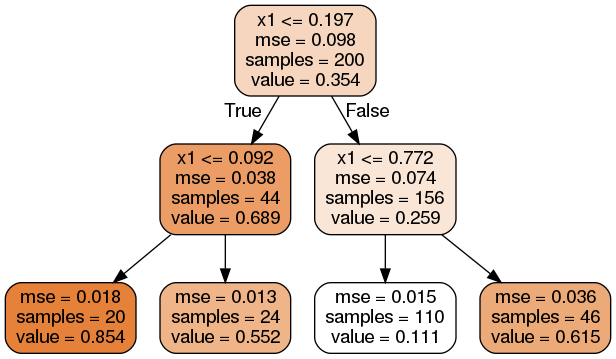 x1 <= 0.197
mse = 0.098
samples = 200
value = 0.354
True
False
x1 <= 0.092
mse = 0.038
samples = 44
value = 0.689
x1 <= 0.772
mse = 0.074
samples = 156
value = 0.259
mse = 0.018
samples = 20
value = 0.854
mse = 0.013
samples = 24
value = 0.552
mse = 0.015
samples = 110
value = 0.111
mse = 0.036
samples = 46
value = 0.615